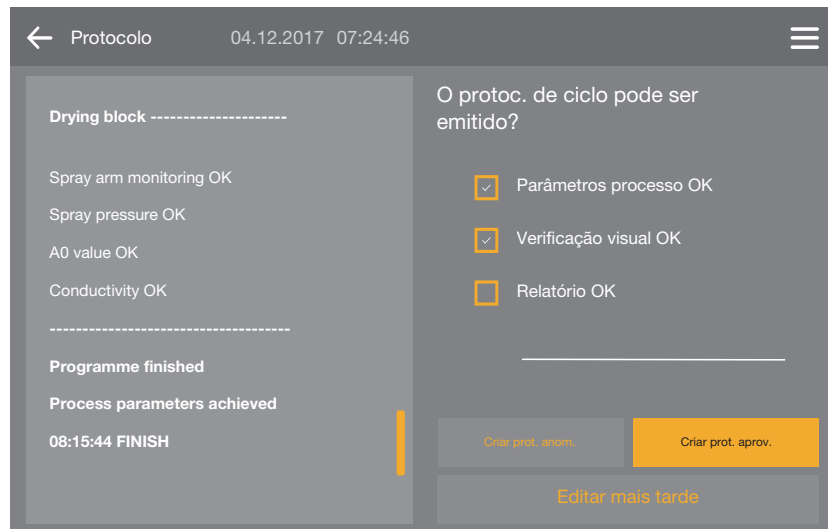 Protocolo 04.12.2017 07:24:46
Drying block ---------------------
Spray arm monitoring OK
Spray pressure OK
A0 value OK
Conductivity OK
-------------------------------------
Programme finished
Process parameters achieved
08:15:44 FINISH
O protoc. de ciclo pode ser
emitido?
Parâmetros processo OK
Verificação visual OK
Relatório OK
Criar prot. anom.
Criar prot. aprov.
Editar mais tarde